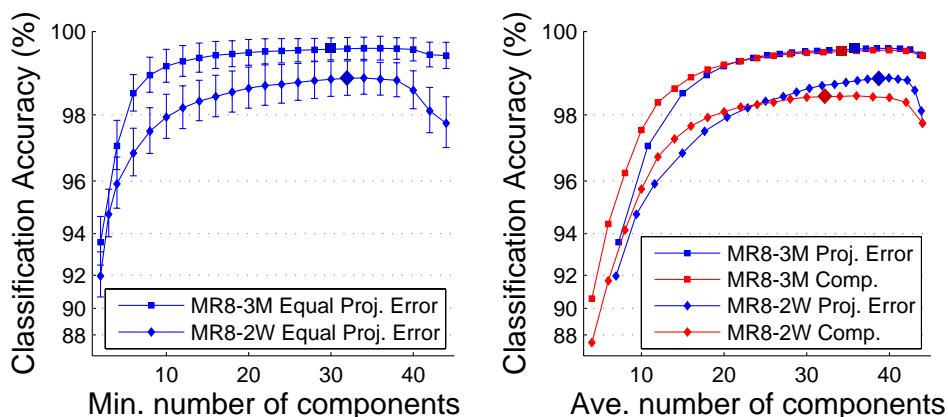 Classification Accuracy (%)
100
98
96
94
92
90
88
10
20
30
40
MR8-3M Equal Proj. Error
MR8-2W Equal Proj. Error
Min. number of components
Classification Accuracy (%)
100
98
96
94
92
90
88
10
20
30
40
MR8-3M Proj. Error
MR8-3M Comp.
MR8-2W Proj. Error
MR8-2W Comp.
Ave. number of components